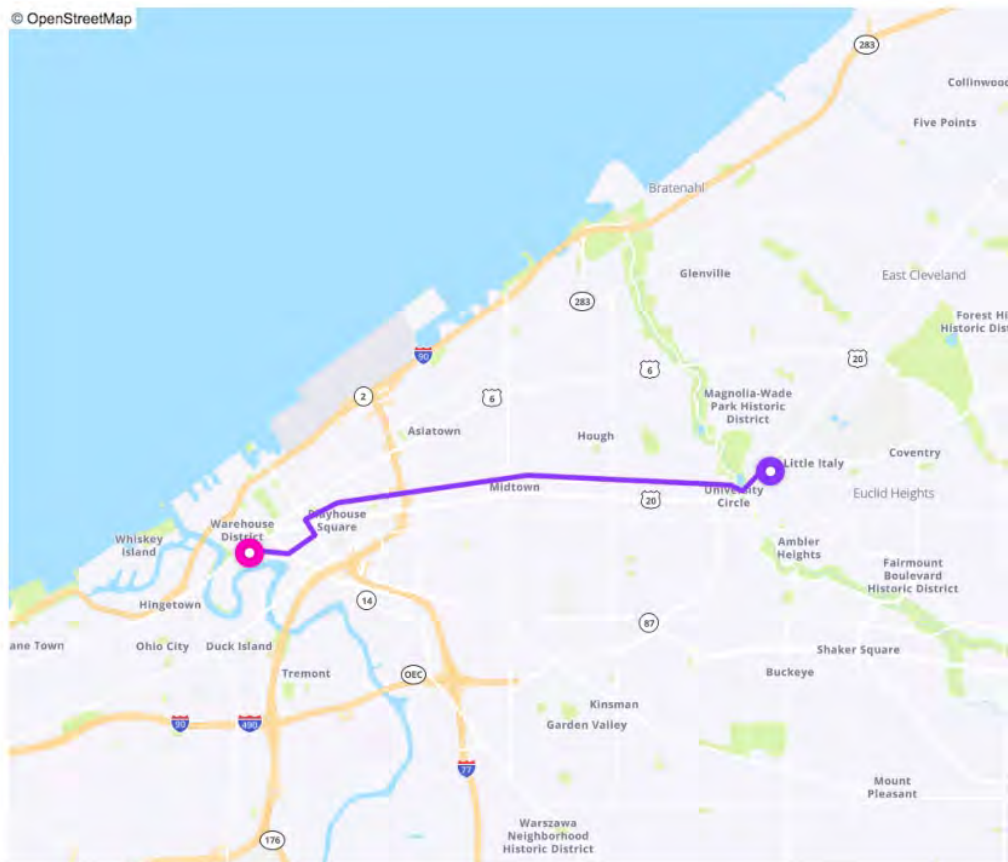 © OpenStreetMap
283
Collinwood
Five Points
Bratenahl
Glenville
East Cleveland
283
Forest Hi
Historic Dist
90
20
6
6
2
Magnolia-Wade
Park Historic
District
Asiatown
Hough
Coventry
Little Italy
Midtown
20
University
Circle
Euclid Heights
Playhouse
Square
Warehouse
District
Whiskey
Island
Ambler
Heights
Fairmount
Boulevard
Historic District
Hingetown
14
87
ane Town
Ohio City
Duck Island
Shaker Square
Tremont
OEC
Buckeye
Kinsman
90
490
Garden Valley
77
Mount
Pleasant
Warszawa
Neighborhood
Historic District
176